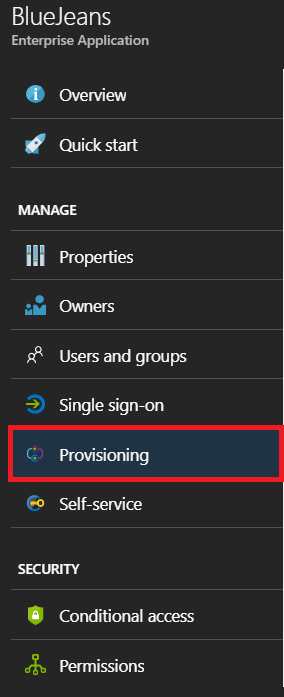 BlueJeans
Enterprise Application
Overview
Quick start
MANAGE
Properties
Owners
Users and groups
Single sign-on
Provisioning
Self-service
SECURITY
Conditional access
Permissions